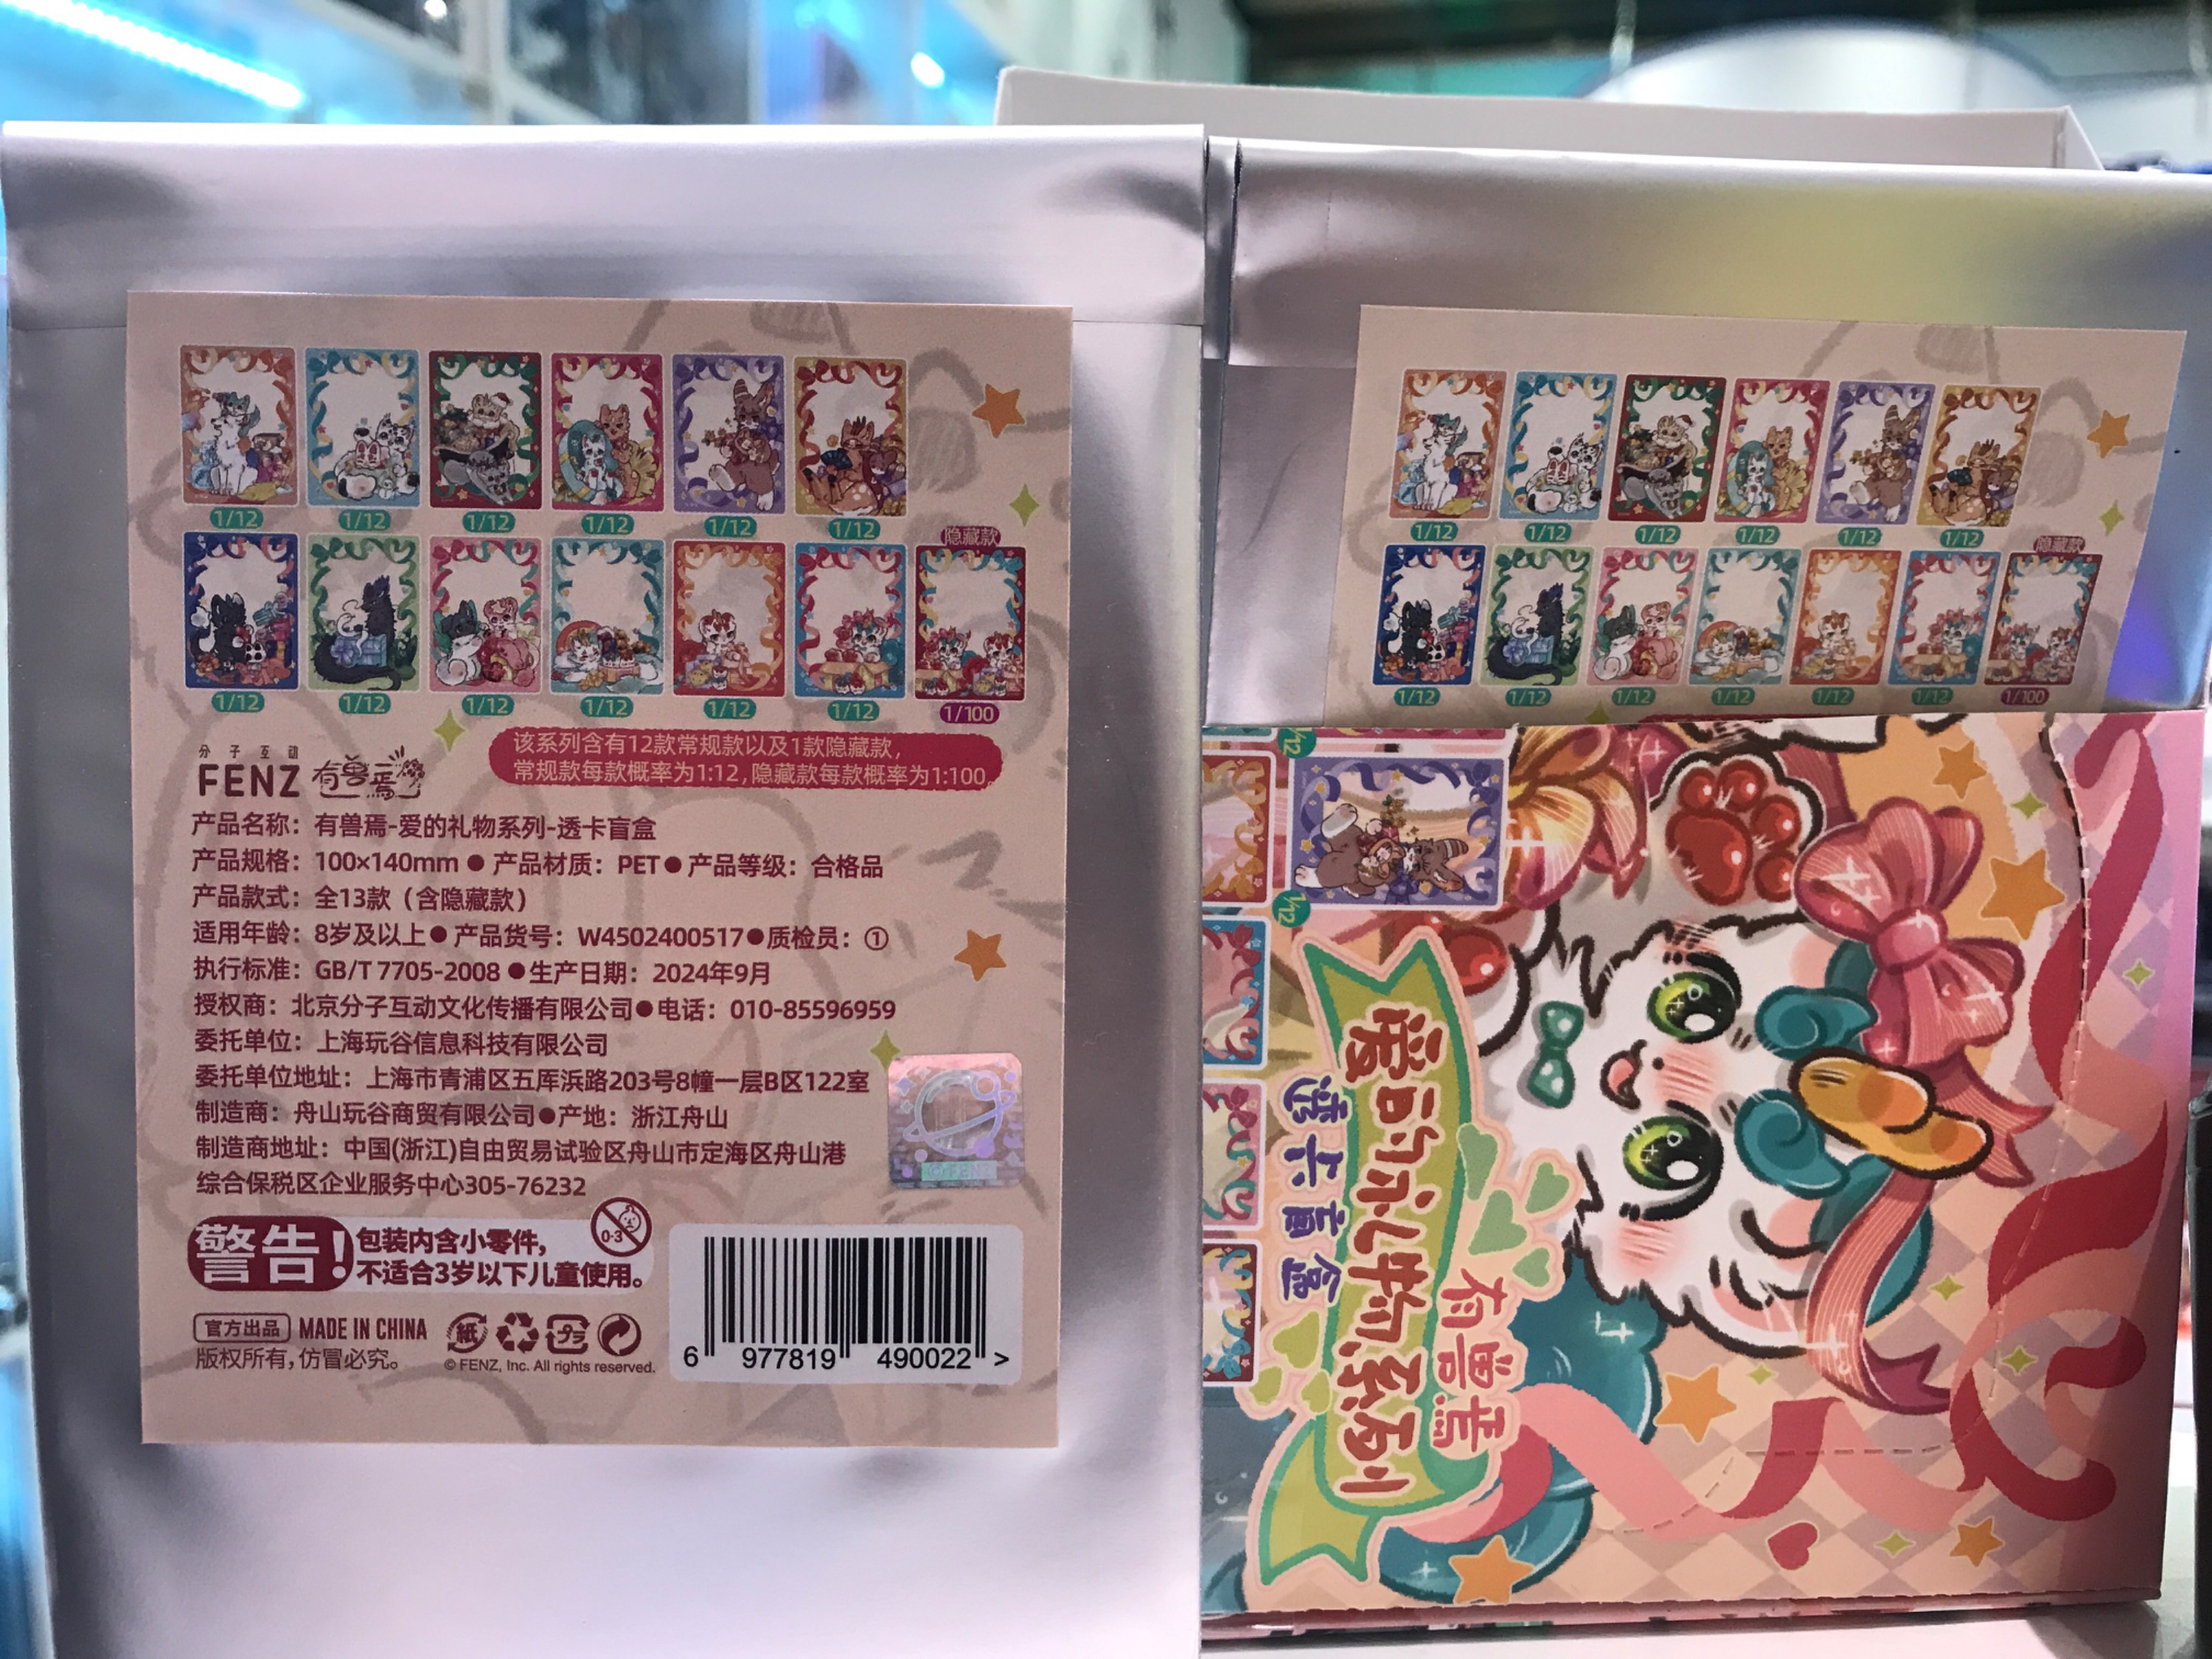 1/12 1/12 1/12 1/12 1/12 1/12
隐藏款
1/12 1/12 1/12 1/12 1/12 1/12 1/100
分子互动
FENZ 有兽焉
该系列含有12款常规款以及1款隐藏款，
常规款每款概率为1:12，隐藏款每款概率为1:100。
产品名称：有兽焉-爱的礼物系列-透卡盲盒
产品规格：100×140mm ● 产品材质：PET ● 产品等级：合格品
产品款式：全13款（含隐藏款）
适用年龄：8岁及以上 ● 产品货号：W4502400517 ● 质检员：①
执行标准：GB/T 7705-2008 ● 生产日期：2024年9月
授权商：北京分子互动文化传播有限公司 ● 电话：010-85596959
委托单位：上海玩谷信息科技有限公司
委托单位地址：上海市青浦区五厍浜路203号8幢一层B区122室
制造商：舟山玩谷商贸有限公司 ● 产地：浙江舟山
制造商地址：中国(浙江)自由贸易试验区舟山市定海区舟山港
综合保税区企业服务中心305-76232
©FENZ
警告！
包装内含小零件，
不适合3岁以下儿童使用。
0-3
官方出品 MADE IN CHINA
版权所有，仿冒必究。
紙 プラ
© FENZ, Inc. All rights reserved.
6 977819 490022 >
1/12 1/12 1/12 1/12 1/12 1/12
隐藏款
1/12 1/12 1/12 1/12 1/12 1/12 1/100
1/12
1/12
有兽焉
爱的礼物系列
透卡盲盒